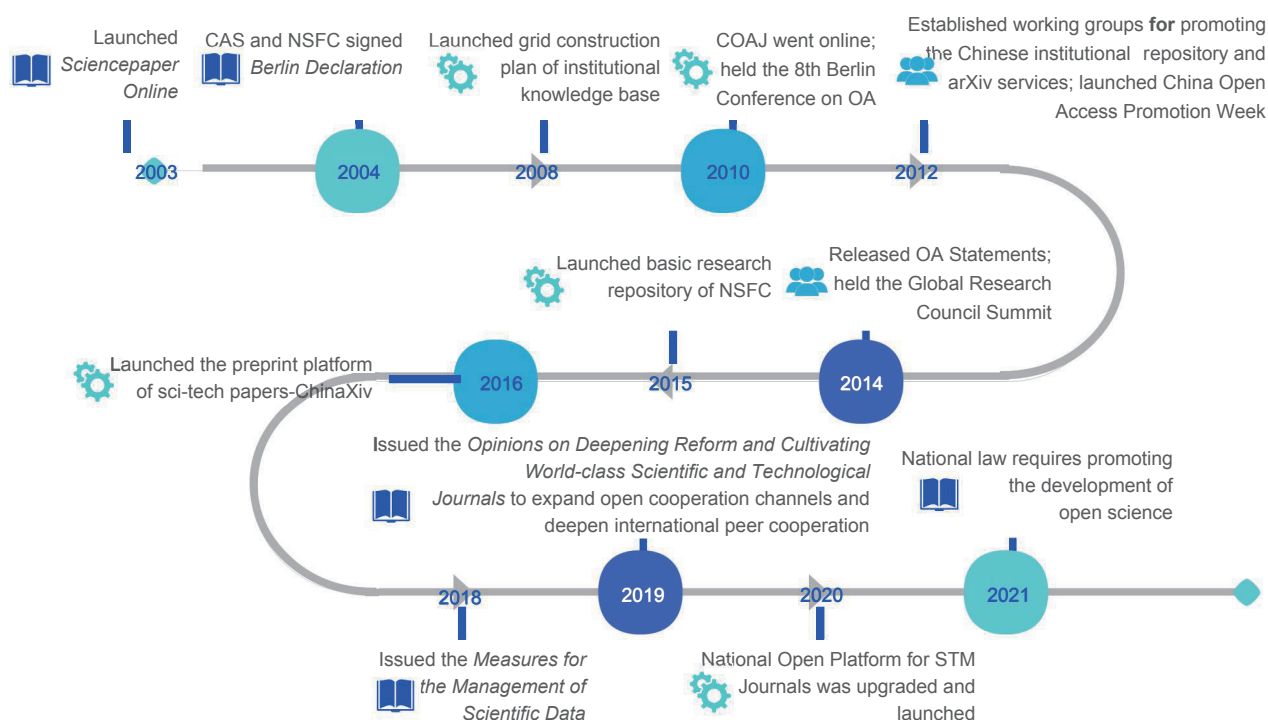 Launched
Sciencepaper
Online
CAS and NSFC signed
Berlin Declaration
Launched grid construction
plan of institutional
knowledge base
COAJ went online;
held the 8th Berlin
Conference on OA
Established working groups for promoting
the Chinese institutional repository and
arXiv services; launched China Open
Access Promotion Week
2003
2004
2008
2010
2012
Launched basic research
repository of NSFC
Released OA Statements;
held the Global Research
Council Summit
Launched the preprint platform
of sci-tech papers-ChinaXiv
2016
2015
2014
Issued the Opinions on Deepening Reform and Cultivating
World-class Scientific and Technological
Journals to expand open cooperation channels and
deepen international peer cooperation
National law requires promoting
the development of
open science
2018
2019
2020
2021
Issued the Measures for
the Management of
Scientific Data
National Open Platform for STM
Journals was upgraded and
launched